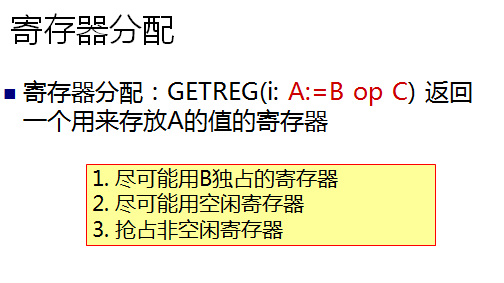 寄存器分配
寄存器分配：GETREG(i: A:=B op C) 返回
一个用来存放A的值的寄存器
1. 尽可能用B独占的寄存器
2. 尽可能用空闲寄存器
3. 抢占非空闲寄存器